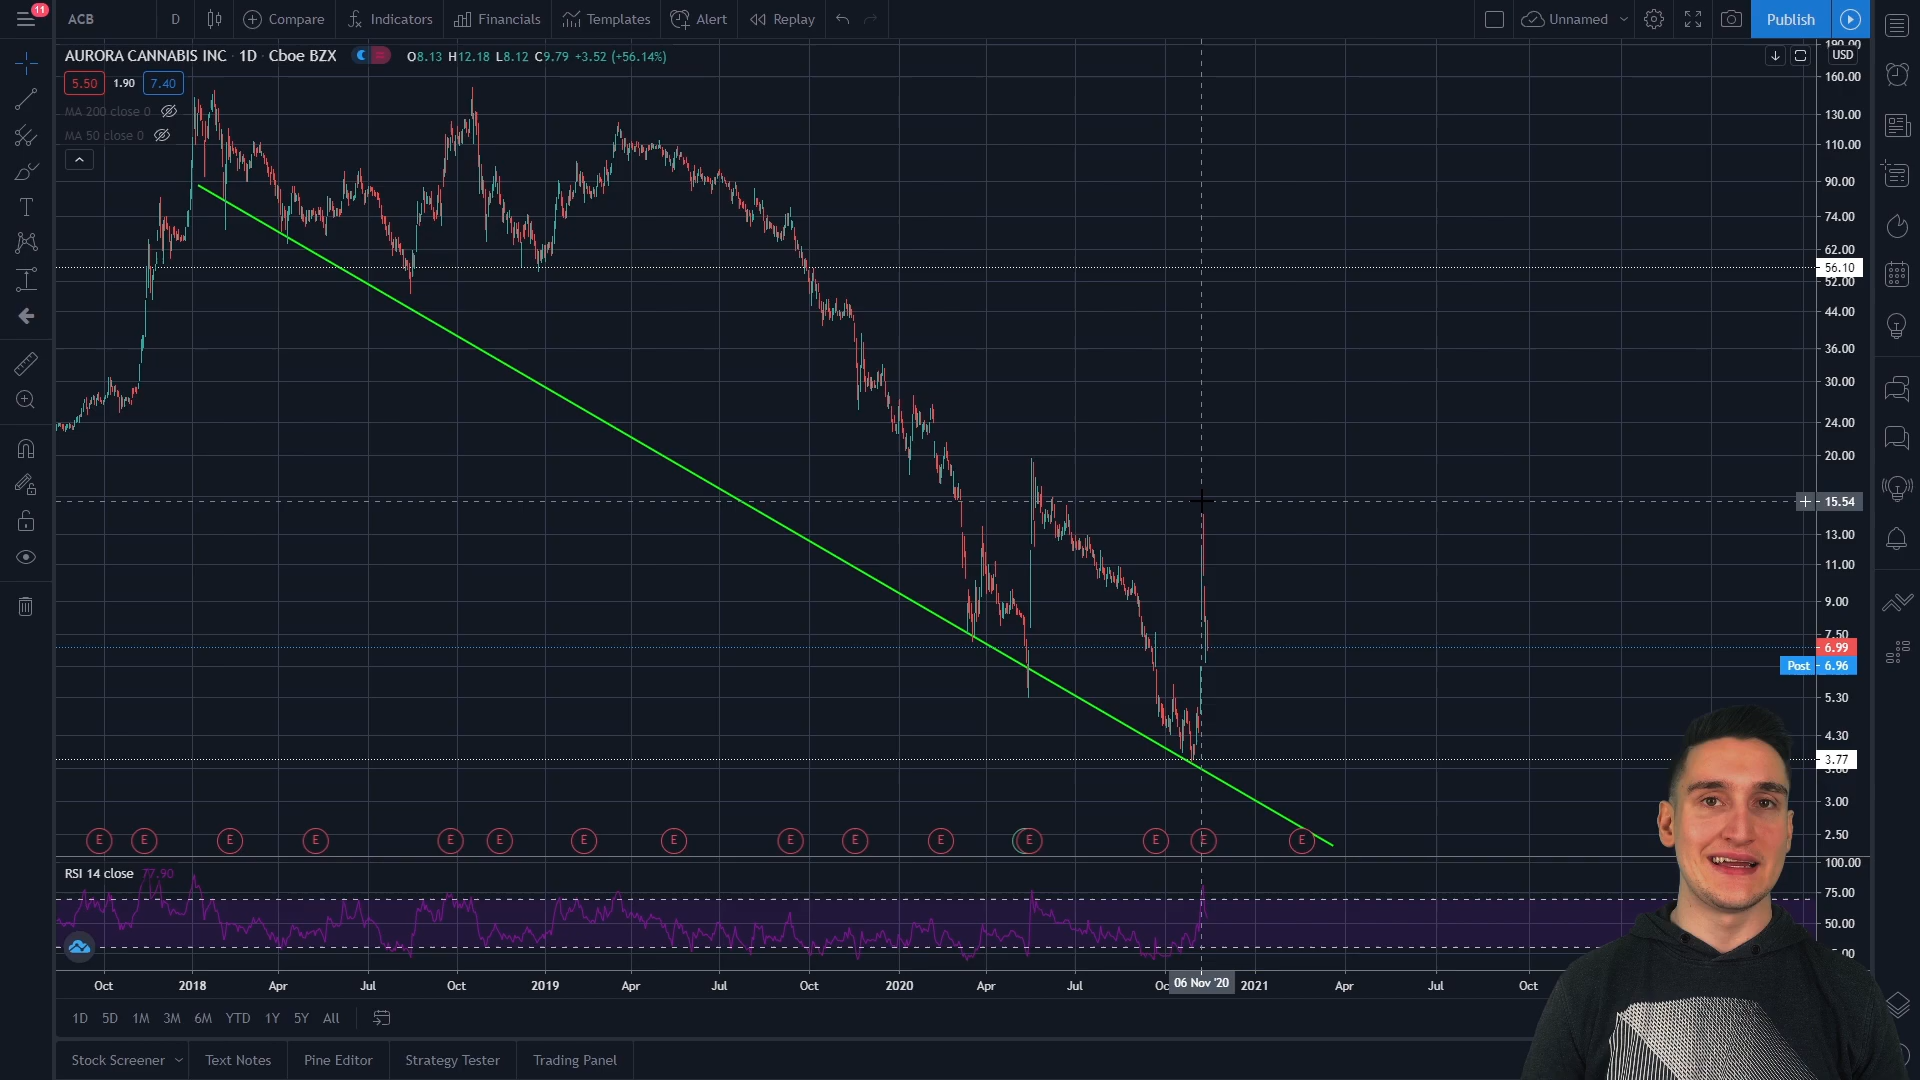 11
ACB
D
Compare
Indicators
Financials
Templates
Alert
Replay
Unnamed
Publish
AURORA CANNABIS INC · 1D · Cboe BZX
O8.13 H12.18 L8.12 C9.79 +3.52 (+56.14%)
5.50 1.90 7.40
MA 200 close 0
MA 50 close 0
USD
190.00
160.00
130.00
110.00
90.00
74.00
62.00
56.10
52.00
44.00
36.00
30.00
24.00
20.00
15.54
13.00
11.00
9.00
7.50
6.99
Post 6.96
5.30
4.30
3.77
3.00
2.50
E E E E E E E E E E E E E E E
RSI 14 close 77.90
100.00
75.00
50.00
Oct 2018 Apr Jul Oct 2019 Apr Jul Oct 2020 Apr Jul Oc 06 Nov '20 2021 Apr Jul Oct
1D 5D 1M 3M 6M YTD 1Y 5Y All
Stock Screener Text Notes Pine Editor Strategy Tester Trading Panel